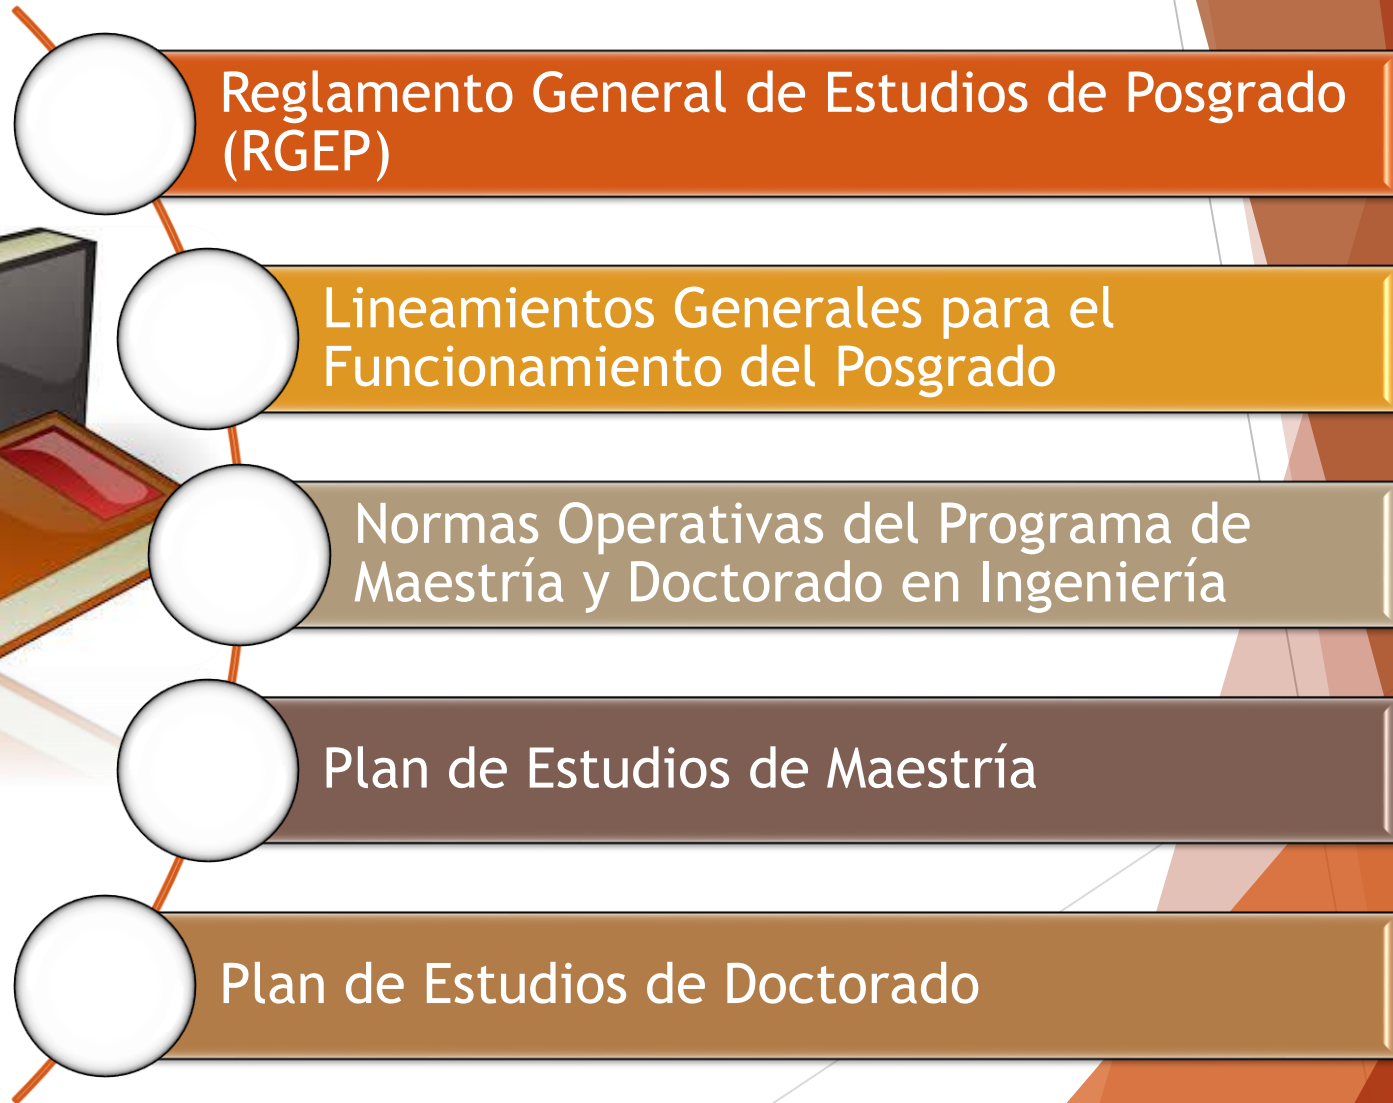 Reglamento General de Estudios de Posgrado
(RGEP)
Lineamientos Generales para el
Funcionamiento del Posgrado
Normas Operativas del Programa de
Maestría y Doctorado en Ingeniería
Plan de Estudios de Maestría
Plan de Estudios de Doctorado